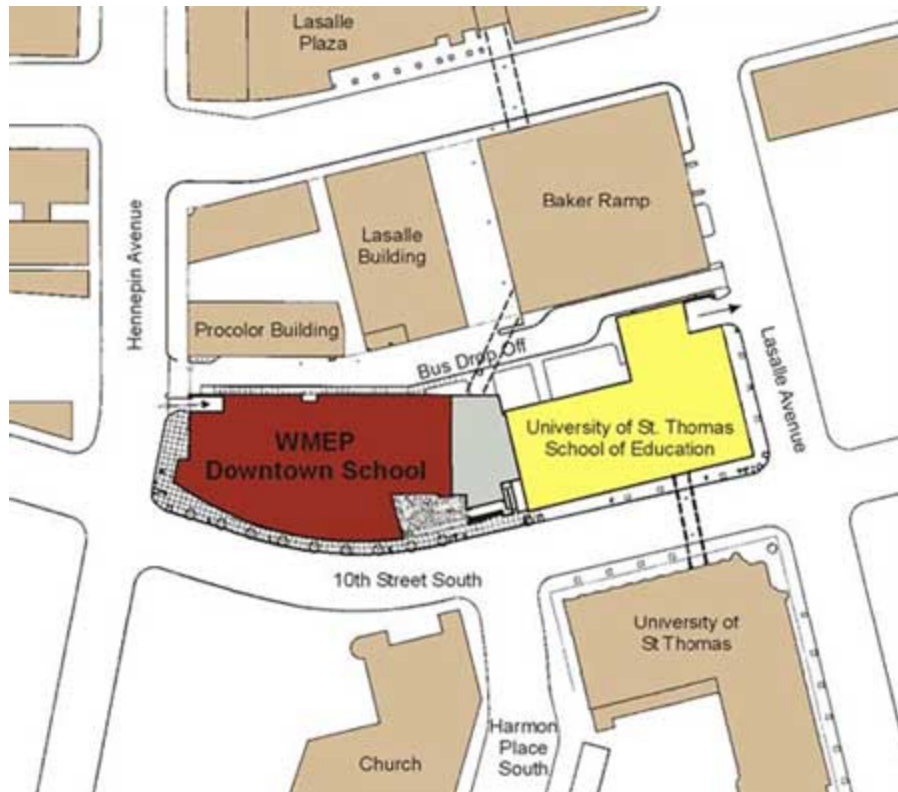 Lasalle
Plaza
Baker Ramp
Lasalle
Building
Hennepin Avenue
Procolor Building
Bus Drop Off
Lasalle Avenue
WMEP
Downtown School
University of St. Thomas
School of Education
10th Street South
University of
St Thomas
Harmon
Place
South
Church